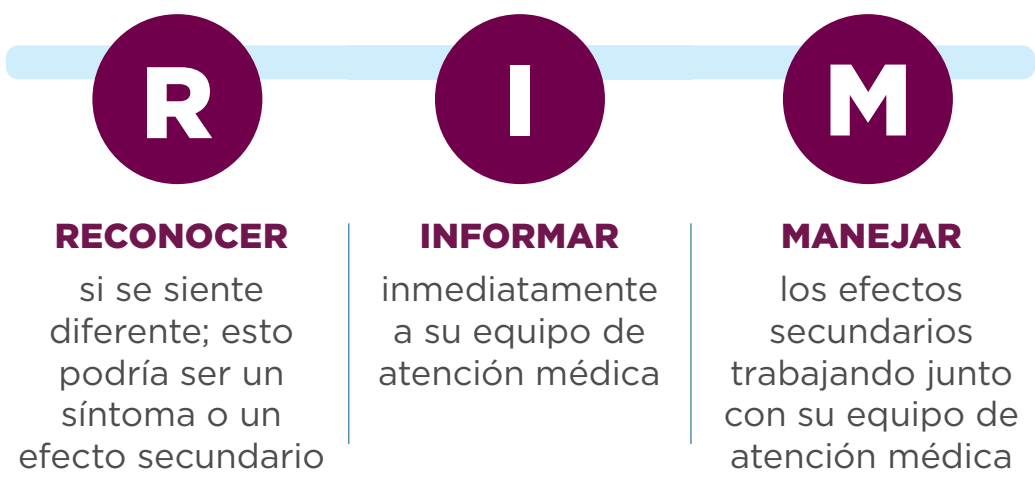 R
I
M
RECONOCER
si se siente
diferente; esto
podría ser un
síntoma o un
efecto secundario
INFORMAR
inmediatamente
a su equipo de
atención médica
MANEJAR
los efectos
secundarios
trabajando junto
con su equipo de
atención médica